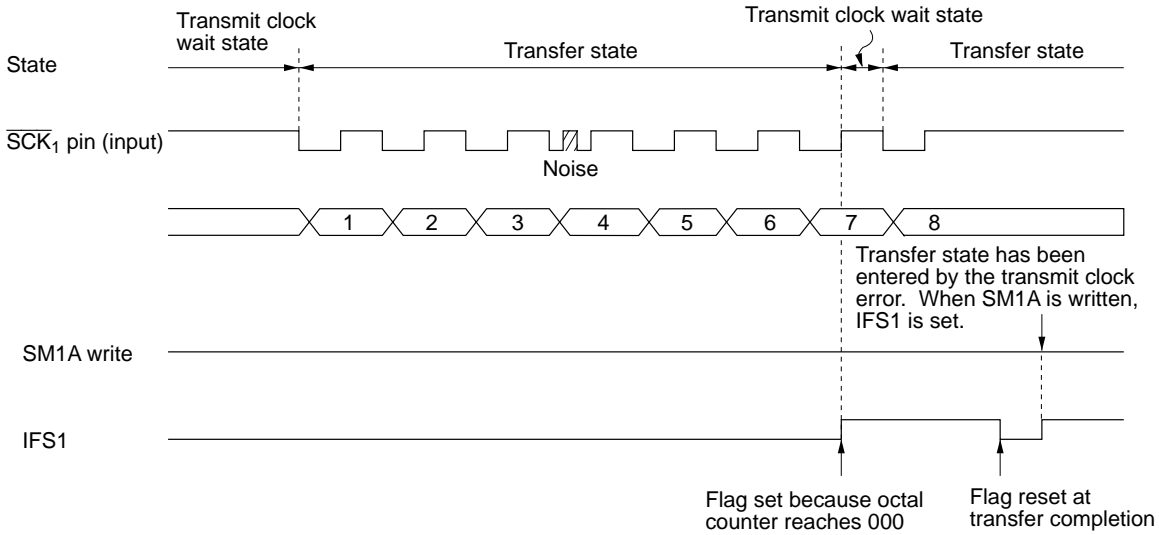 Transmit clock
wait state
Transmit clock wait state
State
Transfer state
Transfer state
SCK1 pin (input)
Noise
1 2 3 4 5 6 7 8
Transfer state has been
entered by the transmit clock
error. When SM1A is written,
IFS1 is set.
SM1A write
IFS1
Flag set because octal
counter reaches 000
Flag reset at
transfer completion